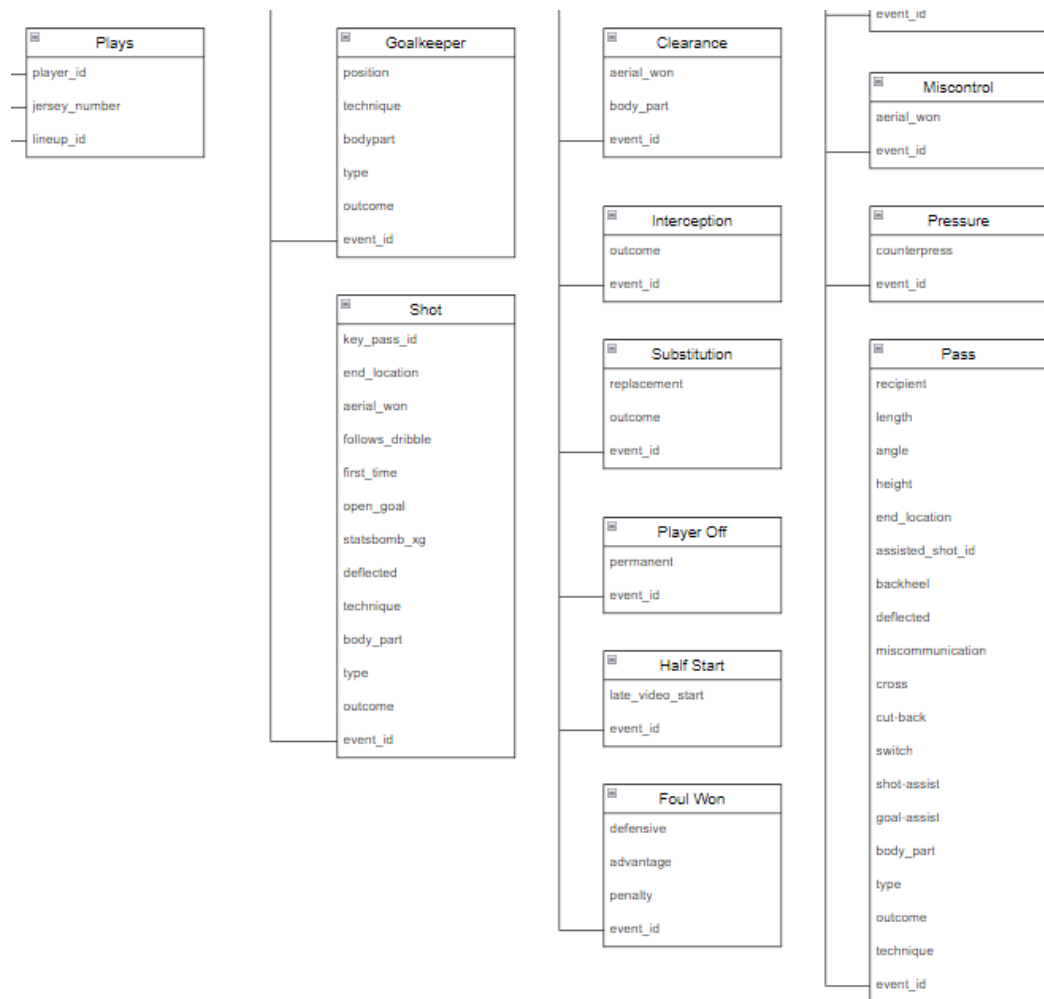 Plays
player_id
jersey_number
lineup_id
Goalkeeper
position
technique
bodypart
type
outcome
event_id
Shot
key_pass_id
end_location
aerial_won
follows_dribble
first_time
open_goal
statsbomb_xg
deflected
technique
body_part
type
outcome
event_id
Clearance
aerial_won
body_part
event_id
Interception
outcome
event_id
Substitution
replacement
outcome
event_id
Player Off
permanent
event_id
Half Start
late_video_start
event_id
Foul Won
defensive
advantage
penalty
event_id
event_id
Miscontrol
aerial_won
event_id
Pressure
counterpress
event_id
Pass
recipient
length
angle
height
end_location
assisted_shot_id
backheel
deflected
miscommunication
cross
cut-back
switch
shot-assist
goal-assist
body_part
type
outcome
technique
event_id